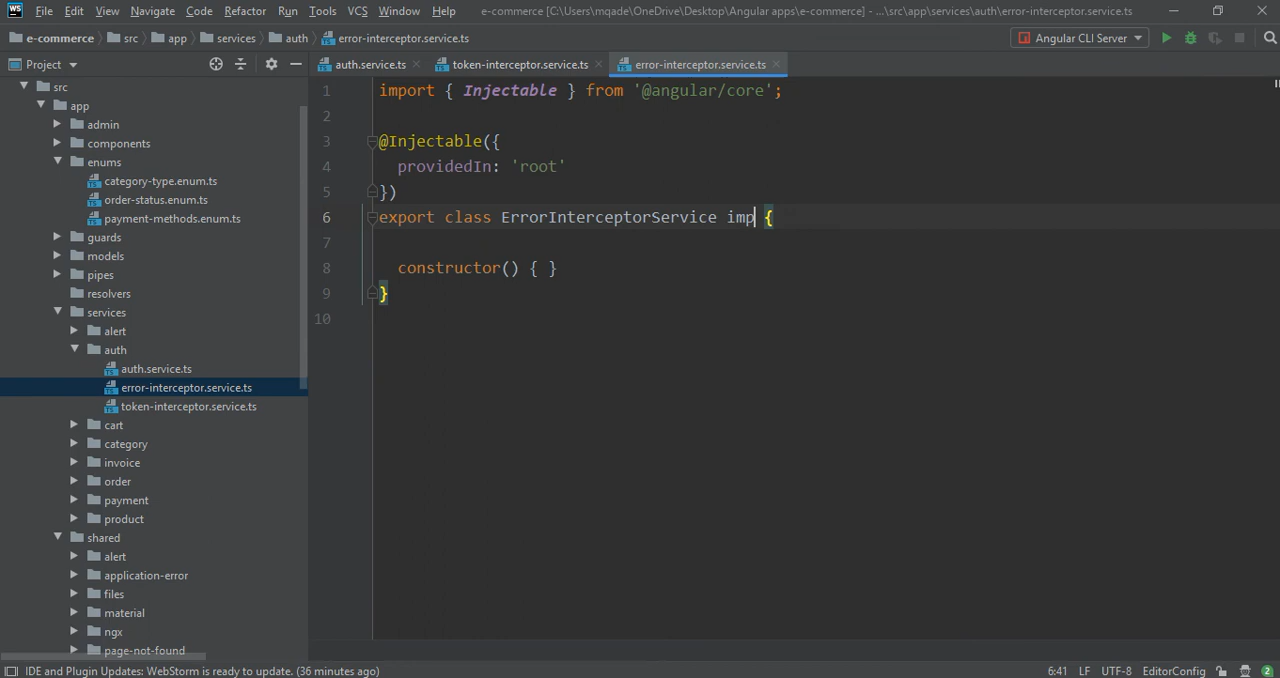 WS File Edit View Navigate Code Refactor Run Tools VCS Window Help e-commerce [C:\Users\mqade\OneDrive\Desktop\Angular apps\e-commerce] - ...\src\app\services\auth\error-interceptor.service.ts
e-commerce src app services auth error-interceptor.service.ts Angular CLI Server
Project auth.service.ts token-interceptor.service.ts error-interceptor.service.ts
src
app
admin
components
enums
category-type.enum.ts
order-status.enum.ts
payment-methods.enum.ts
guards
models
pipes
resolvers
services
alert
auth
auth.service.ts
error-interceptor.service.ts
token-interceptor.service.ts
cart
category
invoice
order
payment
product
shared
alert
application-error
files
material
ngx
page-not-found
1 import { Injectable } from '@angular/core';
2
3 @Injectable({
4 providedIn: 'root'
5 })
6 export class ErrorInterceptorService imp {
7
8 constructor() { }
9 }
10
IDE and Plugin Updates: WebStorm is ready to update. (36 minutes ago) 6:41 LF UTF-8 EditorConfig 2